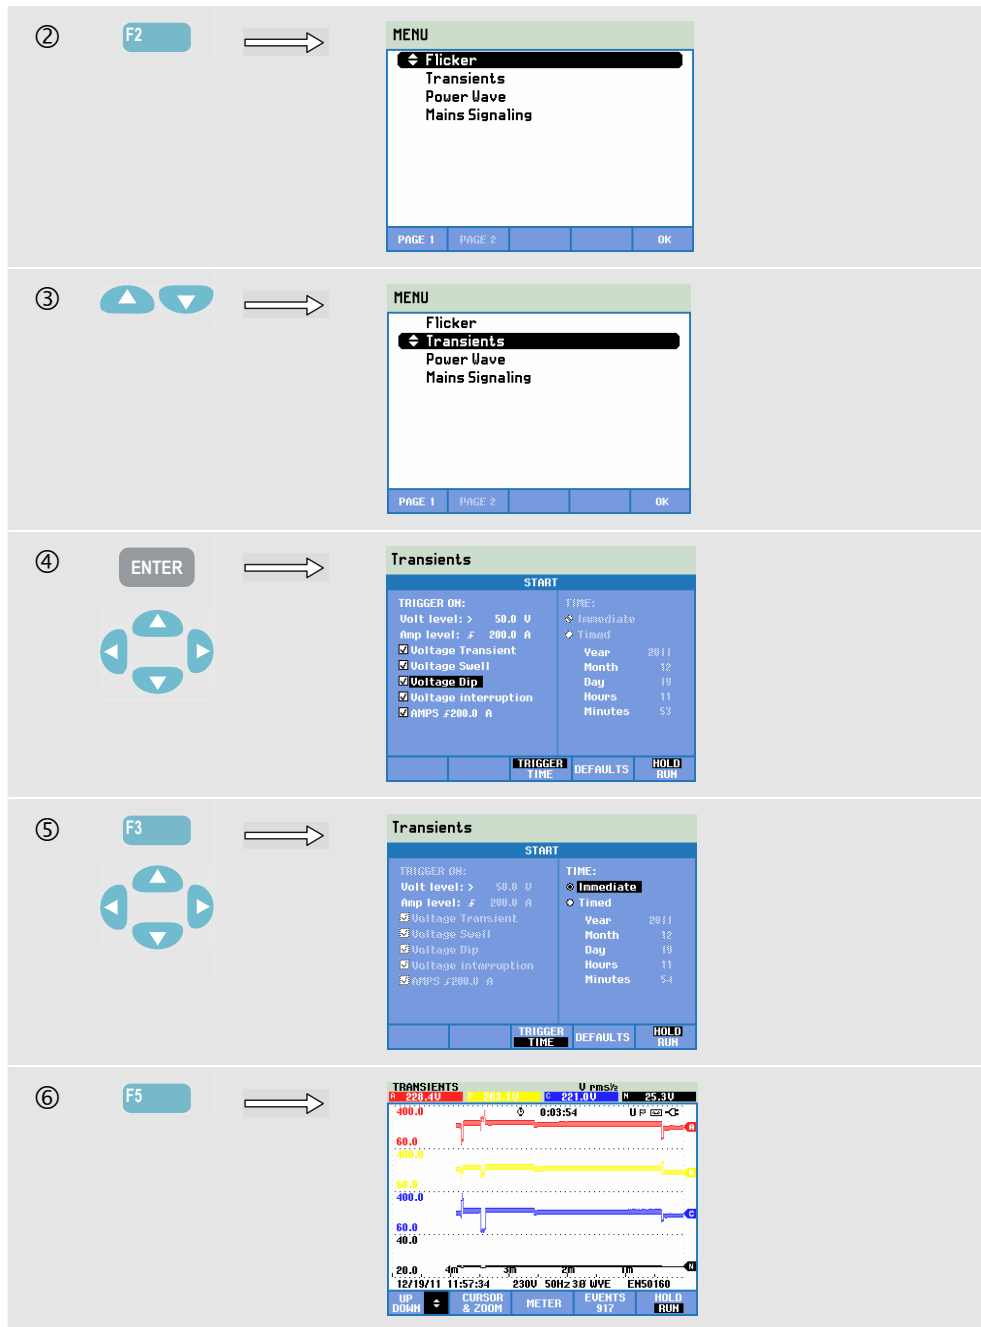 ② F2
MENU
Flicker
Transients
Power Wave
Mains Signaling
PAGE 1 PAGE 2 OK
③
MENU
Flicker
Transients
Power Wave
Mains Signaling
PAGE 1 PAGE 2 OK
④ ENTER
Transients
START
TRIGGER ON: TIME:
Volt level: > 50.0 V Immediate
Amp level: 200.0 A Timed
Voltage Transient Year 2011
Voltage Swell Month 12
Voltage Dip Day 19
Voltage interruption Hours 11
AMPS 200.0 A Minutes 53
TRIGGER TIME DEFAULTS HOLD RUN
⑤ F3
Transients
START
TRIGGER ON: TIME:
Volt level: > 50.0 V Immediate
Amp level: 200.0 A Timed
Voltage Transient Year 2011
Voltage Swell Month 12
Voltage Dip Day 19
Voltage interruption Hours 11
AMPS 200.0 A Minutes 54
TRIGGER TIME DEFAULTS HOLD RUN
⑥ F5
TRANSIENTS V rms½
A 228.4V 203.1V C 221.0V N 25.3V
400.0 0:03:54 U P
A
60.0
400.0
60.0
400.0
C
60.0
40.0
N
20.0 4m 3m 2m 1m
12/19/11 11:57:34 230V 50Hz 3Ø WYE EN50160
UP DOWN CURSOR & ZOOM METER EVENTS 917 HOLD RUN